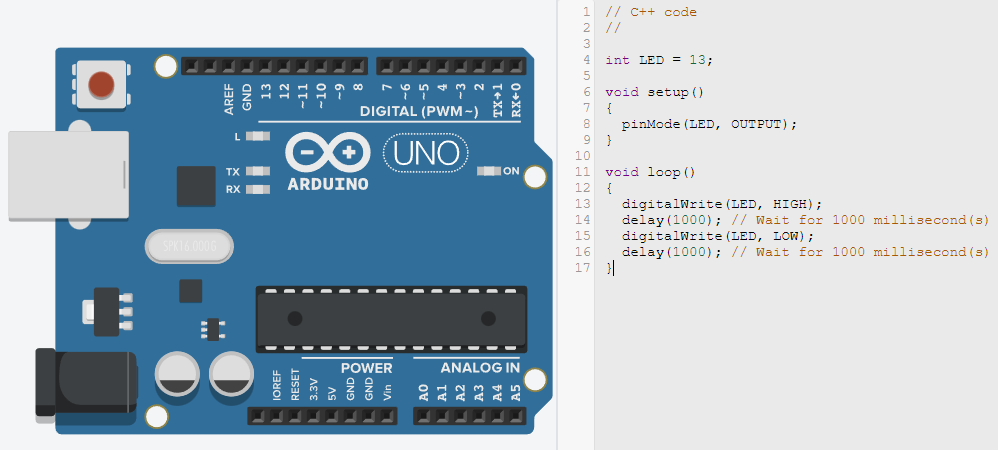 AREF
GND
13
12
~11
~10
~9
8
7
~6
~5
4
~3
2
TX→1
RX←0
DIGITAL (PWM~)
L
TX
RX
ARDUINO
UNO
ON
SPK16.000G
POWER
ANALOG IN
IOREF
RESET
3.3V
5V
GND
GND
Vin
A0
A1
A2
A3
A4
A5
1 // C++ code
2 //
3
4 int LED = 13;
5
6 void setup()
7 {
8 pinMode(LED, OUTPUT);
9 }
10
11 void loop()
12 {
13 digitalWrite(LED, HIGH);
14 delay(1000); // Wait for 1000 millisecond(s)
15 digitalWrite(LED, LOW);
16 delay(1000); // Wait for 1000 millisecond(s)
17 }